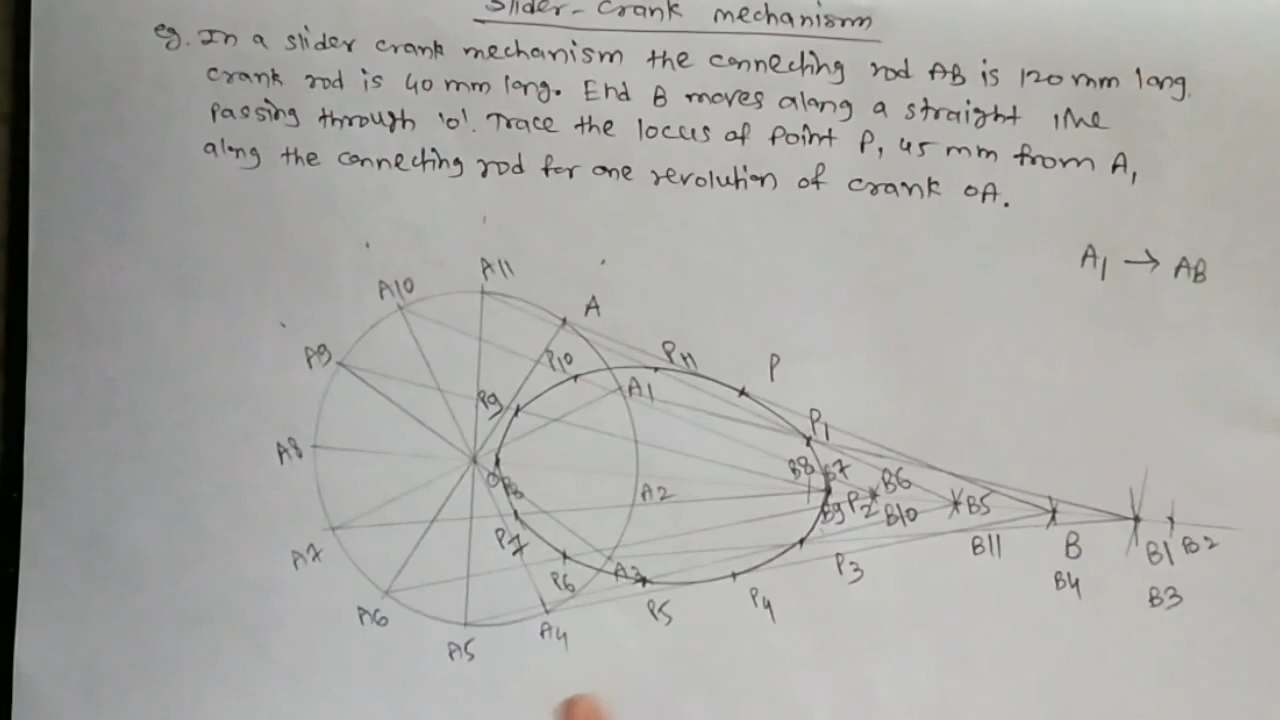 Slider-Crank mechanism
eg. In a slider crank mechanism the connecting rod AB is 120 mm long.
crank rod is 40 mm long. End B moves along a straight line
passing through 'o'. Trace the locus of point P, 45 mm from A,
along the connecting rod for one revolution of crank OA.
A1 → AB
A11
A10
A
P10
P11
P
A9
P9
A1
P1
A8
B8
B7
B6
O
P8
A2
B9
P2
B10
B5
A7
P7
B11
B
B1
B2
P6
A3
P3
B4
B3
A6
P5
P4
A5
A4